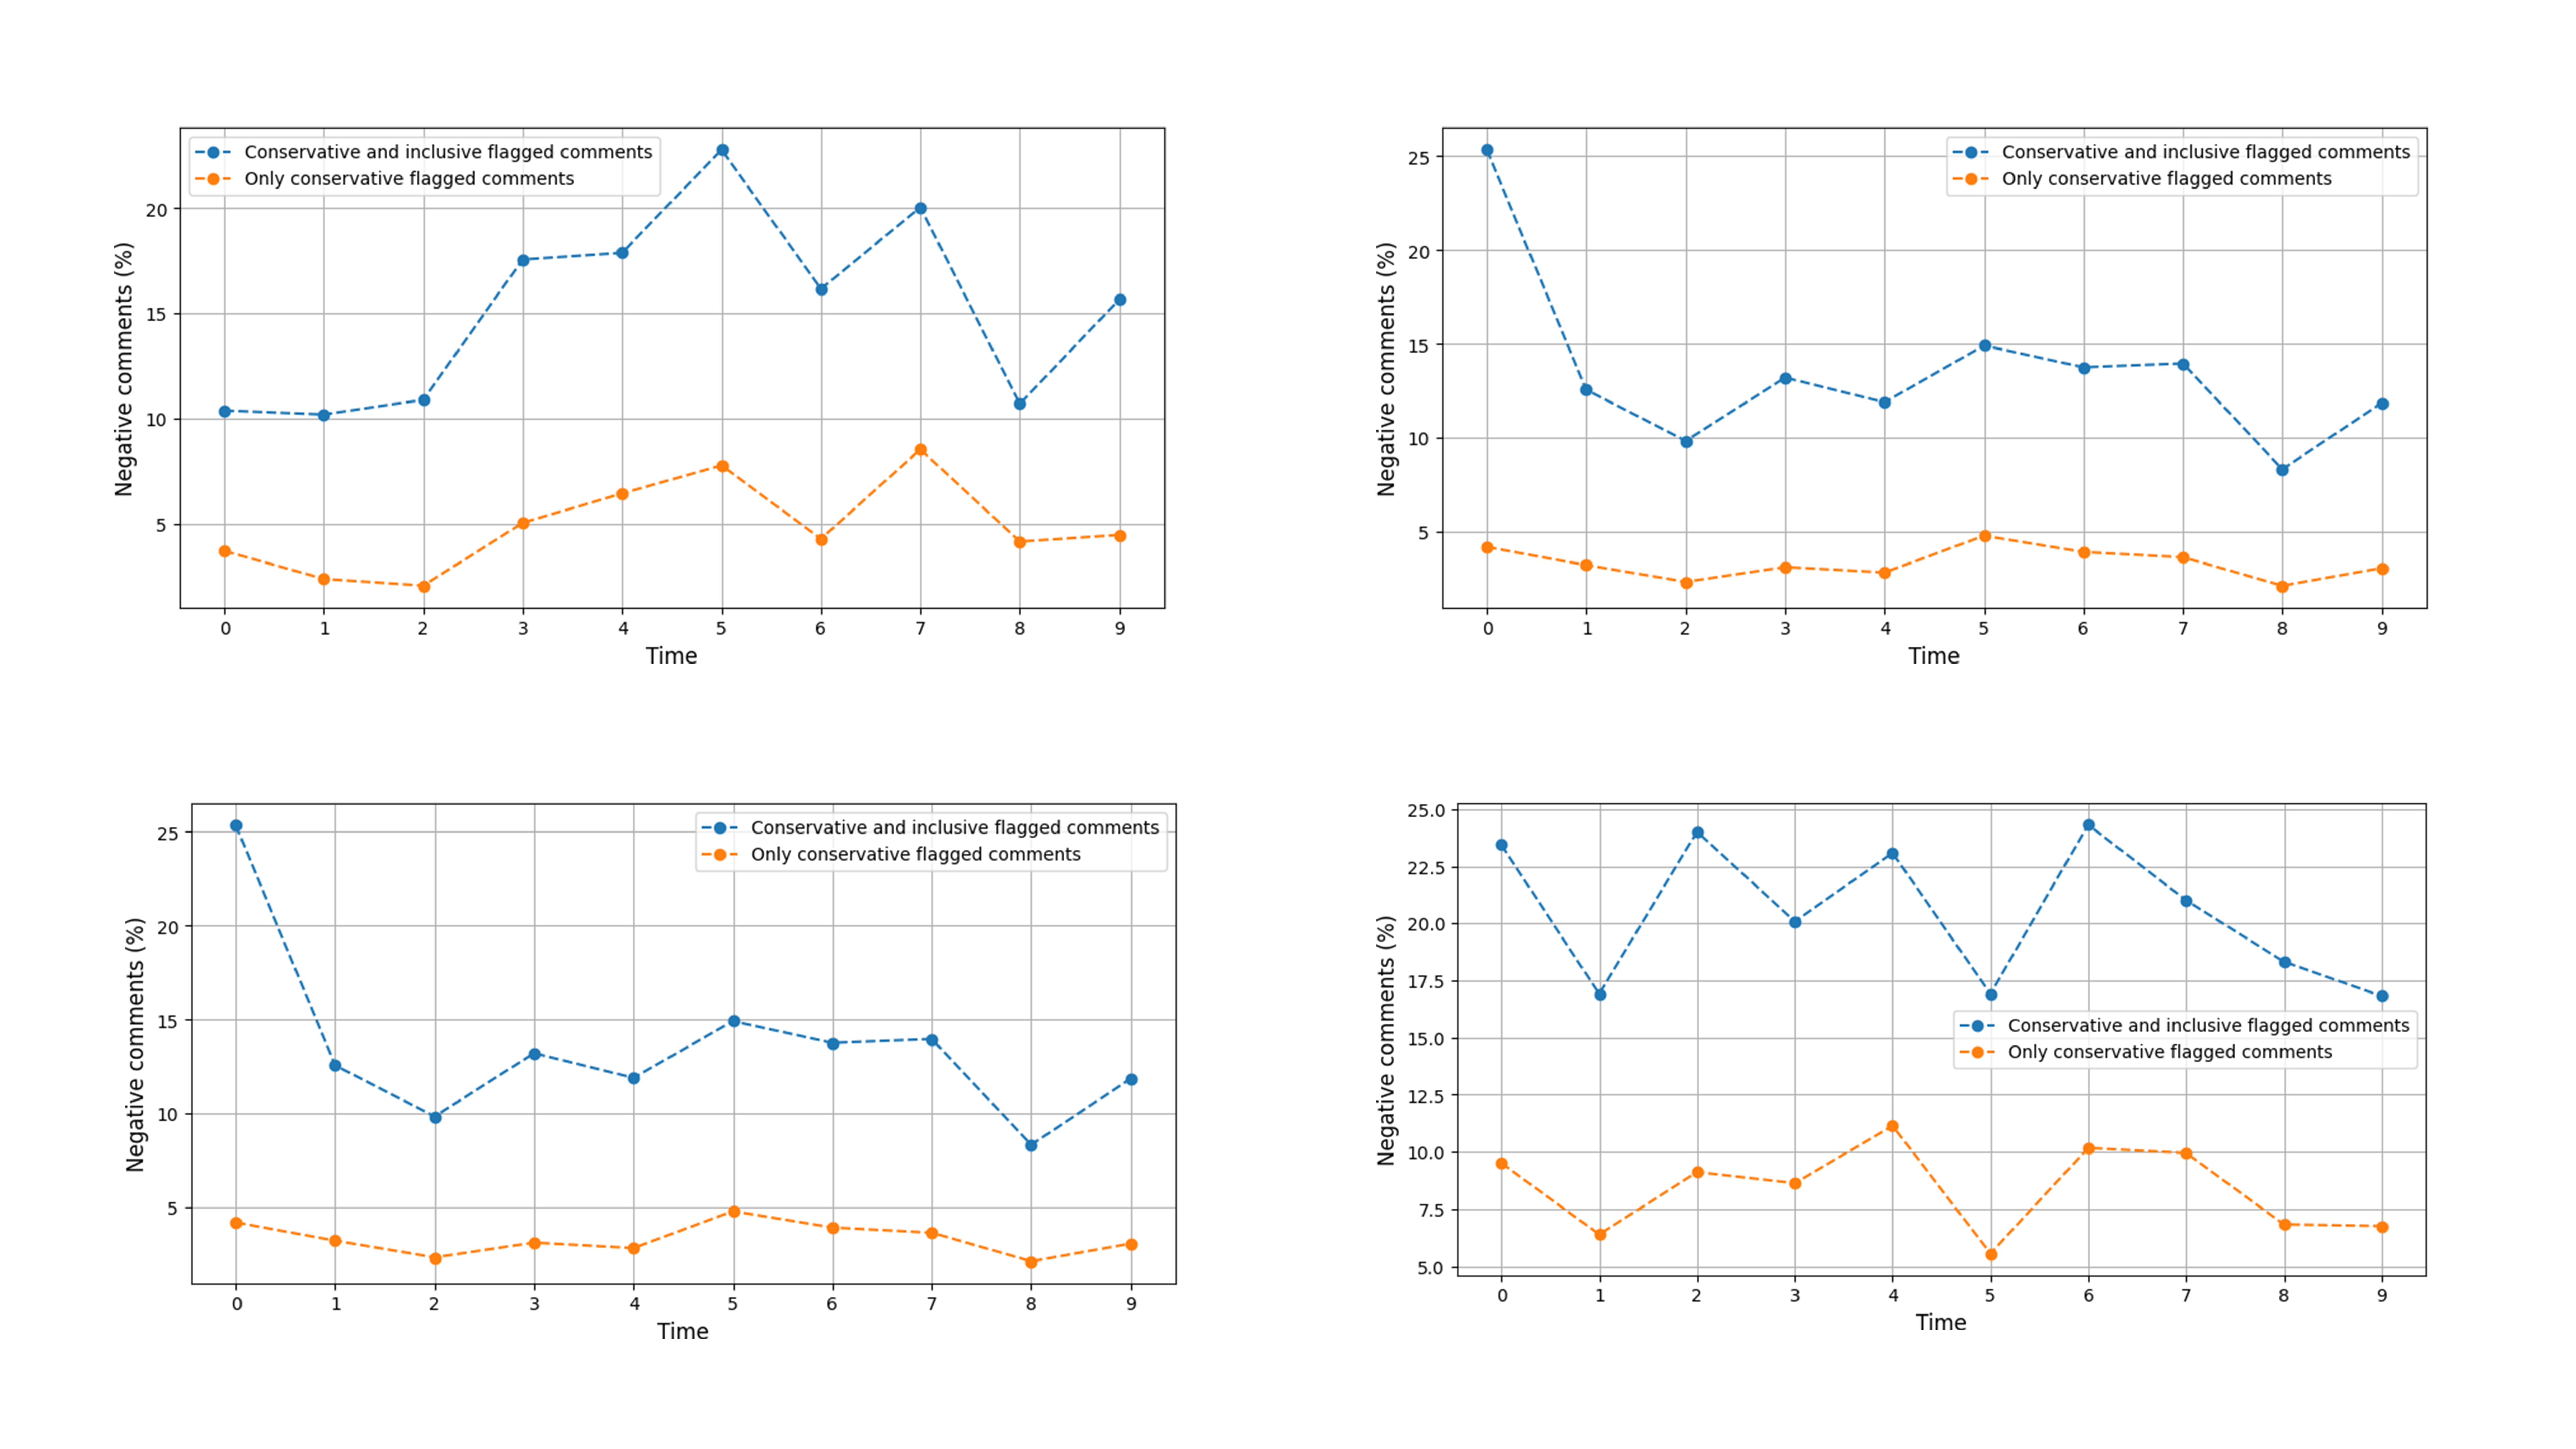 Conservative and inclusive flagged comments
Only conservative flagged comments
Negative comments (%)
20
15
10
5
0 1 2 3 4 5 6 7 8 9
Time
Conservative and inclusive flagged comments
Only conservative flagged comments
Negative comments (%)
25
20
15
10
5
0 1 2 3 4 5 6 7 8 9
Time
Conservative and inclusive flagged comments
Only conservative flagged comments
Negative comments (%)
25
20
15
10
5
0 1 2 3 4 5 6 7 8 9
Time
Negative comments (%)
25.0
22.5
20.0
17.5
15.0
12.5
10.0
7.5
5.0
Conservative and inclusive flagged comments
Only conservative flagged comments
0 1 2 3 4 5 6 7 8 9
Time